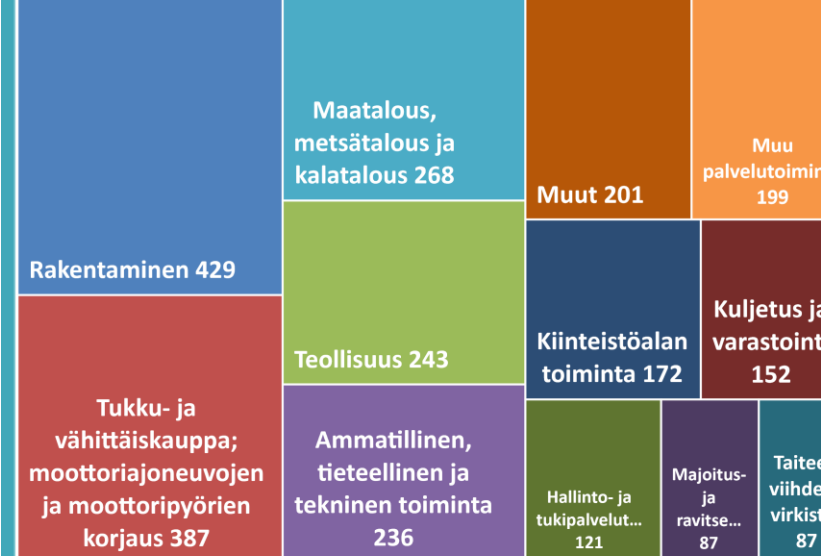 Rakentaminen 429
Tukku- ja
vähittäiskauppa;
moottoriajoneuvojen
ja moottoripyörien
korjaus 387
Maatalous,
metsätalous ja
kalatalous 268
Teollisuus 243
Ammatillinen,
tieteellinen ja
tekninen toiminta
236
Muut 201
Muu
199
Kiinteistöalan
toiminta 172
Kuljetus
152
Hallinto- ja
tukipalvelut...
121
Majoitus-
ja
ravitse...
87
87